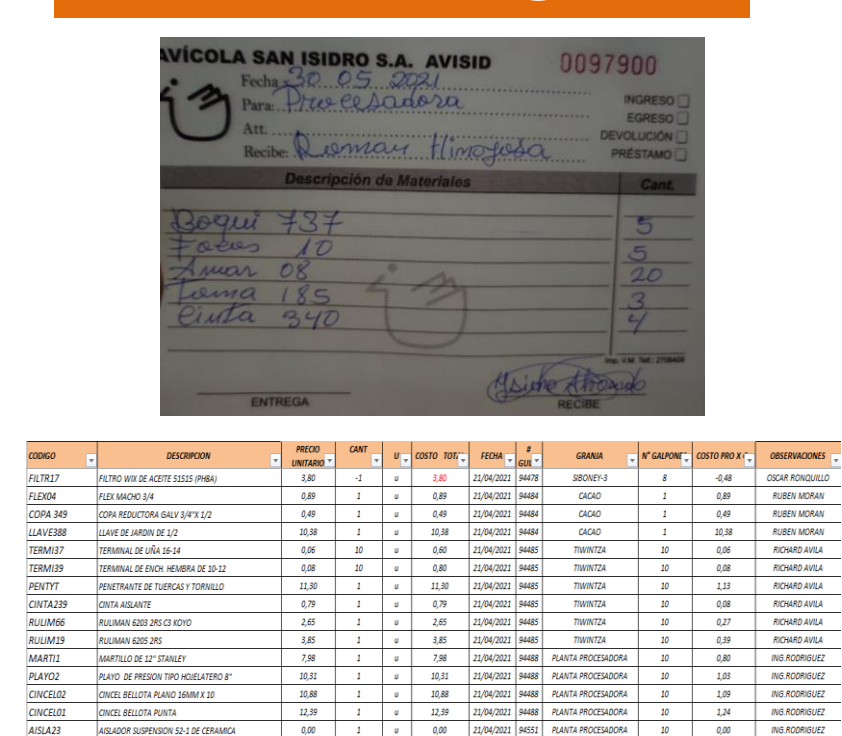 AVÍCOLA SAN ISIDRO S.A. AVISID 0097900
Fecha: 30 05 2021
Para: Procesadora
INGRESO
EGRESO
Att.
DEVOLUCIÓN
Recibe: Roman Hinojosa
PRÉSTAMO
Descripción de Materiales Cant.
Boqui 737 5
Focos 10 5
Amar 08 20
Toma 185 3
Cinta 340 4
Imp. V.M. Telf.: 2708409
ENTREGA
RECIBE
CODIGO DESCRIPCION PRECIO UNITARIO CANT U COSTO TOTA FECHA # GUI N° GALPONE GRANJA COSTO PRO X OBSERVACIONES
FILTR17 FILTRO WIX DE ACEITE 51515 (PH8A) 3,80 -1 u 3,80 21/04/2021 94478 SIBONEY-3 8 -0,48 OSCAR RONQUILLO
FLEX04 FLEX MACHO 3/4 0,89 1 u 0,89 21/04/2021 94484 CACAO 1 0,89 RUBEN MORAN
COPA 349 COPA REDUCTORA GALV 3/4"X 1/2 0,49 1 u 0,49 21/04/2021 94484 CACAO 1 0,49 RUBEN MORAN
LLAVE388 LLAVE DE JARDIN DE 1/2 10,38 1 u 10,38 21/04/2021 94484 CACAO 1 10,38 RUBEN MORAN
TERMI37 TERMINAL DE UÑA 16-14 0,06 10 u 0,60 21/04/2021 94485 TIWINTZA 10 0,06 RICHARD AVILA
TERMI39 TERMINAL DE ENCH. HEMBRA DE 10-12 0,08 10 u 0,80 21/04/2021 94485 TIWINTZA 10 0,08 RICHARD AVILA
PENTYT PENETRANTE DE TUERCAS Y TORNILLO 11,30 1 u 11,30 21/04/2021 94485 TIWINTZA 10 1,13 RICHARD AVILA
CINTA239 CINTA AISLANTE 0,79 1 u 0,79 21/04/2021 94485 TIWINTZA 10 0,08 RICHARD AVILA
RULIM66 RULIMAN 6203 2RS C3 KOYO 2,65 1 u 2,65 21/04/2021 94485 TIWINTZA 10 0,27 RICHARD AVILA
RULIM19 RULIMAN 6205 2RS 3,85 1 u 3,85 21/04/2021 94485 TIWINTZA 10 0,39 RICHARD AVILA
MARTI1 MARTILLO DE 12" STANLEY 7,98 1 u 7,98 21/04/2021 94488 PLANTA PROCESADORA 10 0,80 ING.RODRIGUEZ
PLAYO2 PLAYO DE PRESION TIPO HOJELATERO 8" 10,31 1 u 10,31 21/04/2021 94488 PLANTA PROCESADORA 10 1,03 ING.RODRIGUEZ
CINCEL02 CINCEL BELLOTA PLANO 16MM X 10 10,88 1 u 10,88 21/04/2021 94488 PLANTA PROCESADORA 10 1,09 ING.RODRIGUEZ
CINCEL01 CINCEL BELLOTA PUNTA 12,39 1 u 12,39 21/04/2021 94488 PLANTA PROCESADORA 10 1,24 ING.RODRIGUEZ
AISLA23 AISLADOR SUSPENSION 52-1 DE CERAMICA 0,00 1 u 0,00 21/04/2021 94551 PLANTA PROCESADORA 10 0,00 ING.RODRIGUEZ